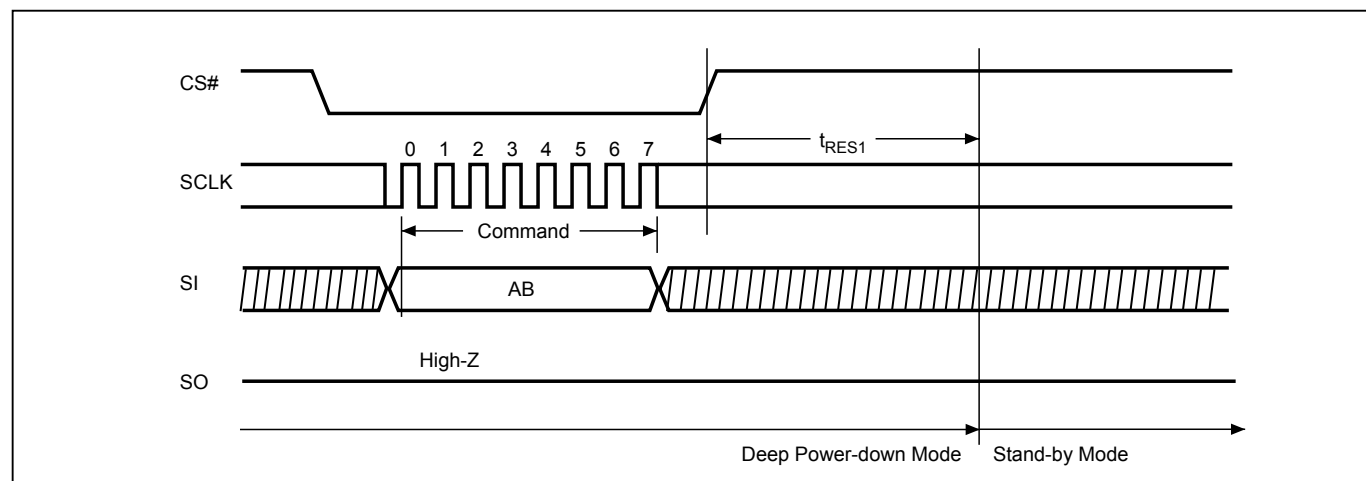 CS#
tRES1
0 1 2 3 4 5 6 7
SCLK
Command
SI
AB
High-Z
SO
Deep Power-down Mode Stand-by Mode